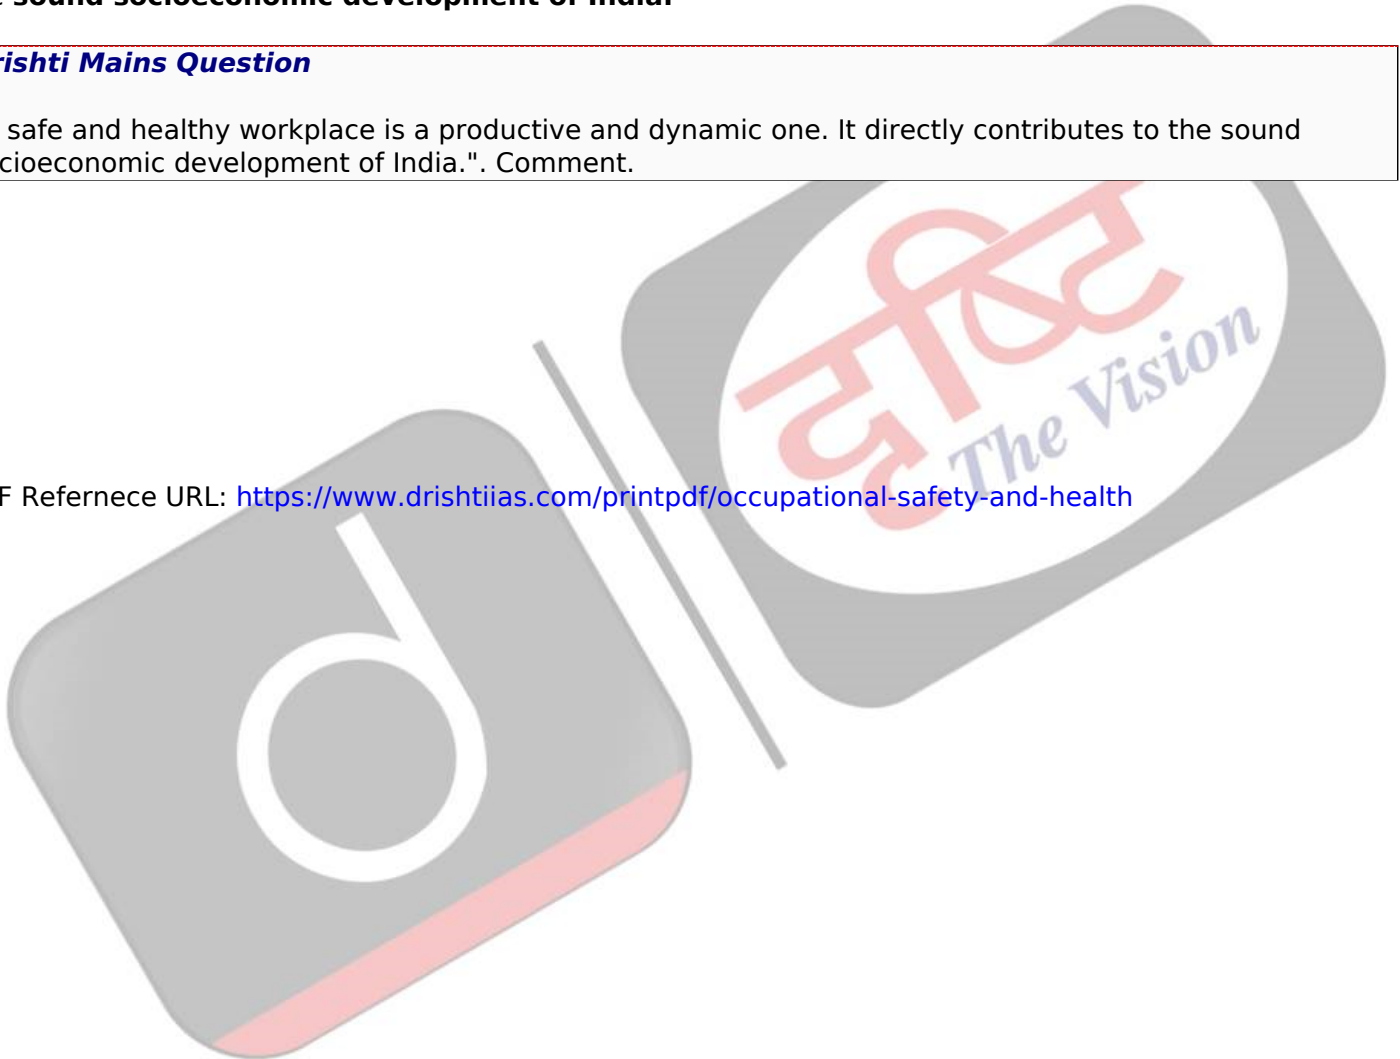 sound socioeconomic development of India.
rishti Mains Question
safe and healthy workplace is a productive and dynamic one. It directly contributes to the sound
cioeconomic development of India.". Comment.
दृष्टि
The Vision
F Refernece URL: https://www.drishtiias.com/printpdf/occupational-safety-and-health
d